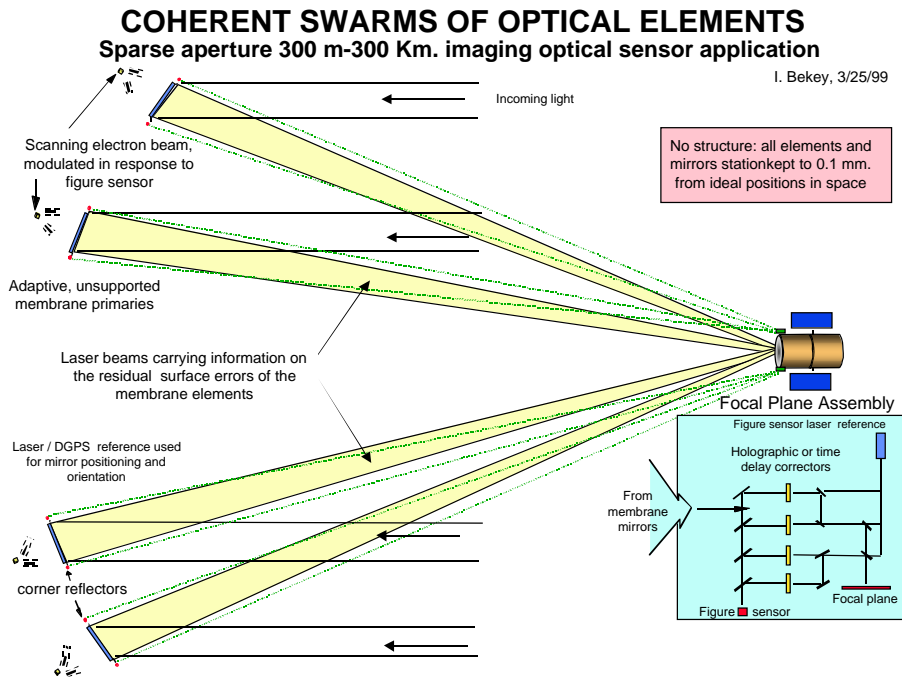 COHERENT SWARMS OF OPTICAL ELEMENTS
Sparse aperture 300 m-300 Km. imaging optical sensor application
I. Bekey, 3/25/99
Incoming light
Scanning electron beam,
modulated in response to
figure sensor
No structure: all elements and
mirrors stationkept to 0.1 mm.
from ideal positions in space
Adaptive, unsupported
membrane primaries
Laser beams carrying information on
the residual surface errors of the
membrane elements
Focal Plane Assembly
Figure sensor laser reference
Holographic or time
delay correctors
From
membrane
mirrors
Figure sensor
Focal plane
Laser / DGPS reference used
for mirror positioning and
orientation
corner reflectors